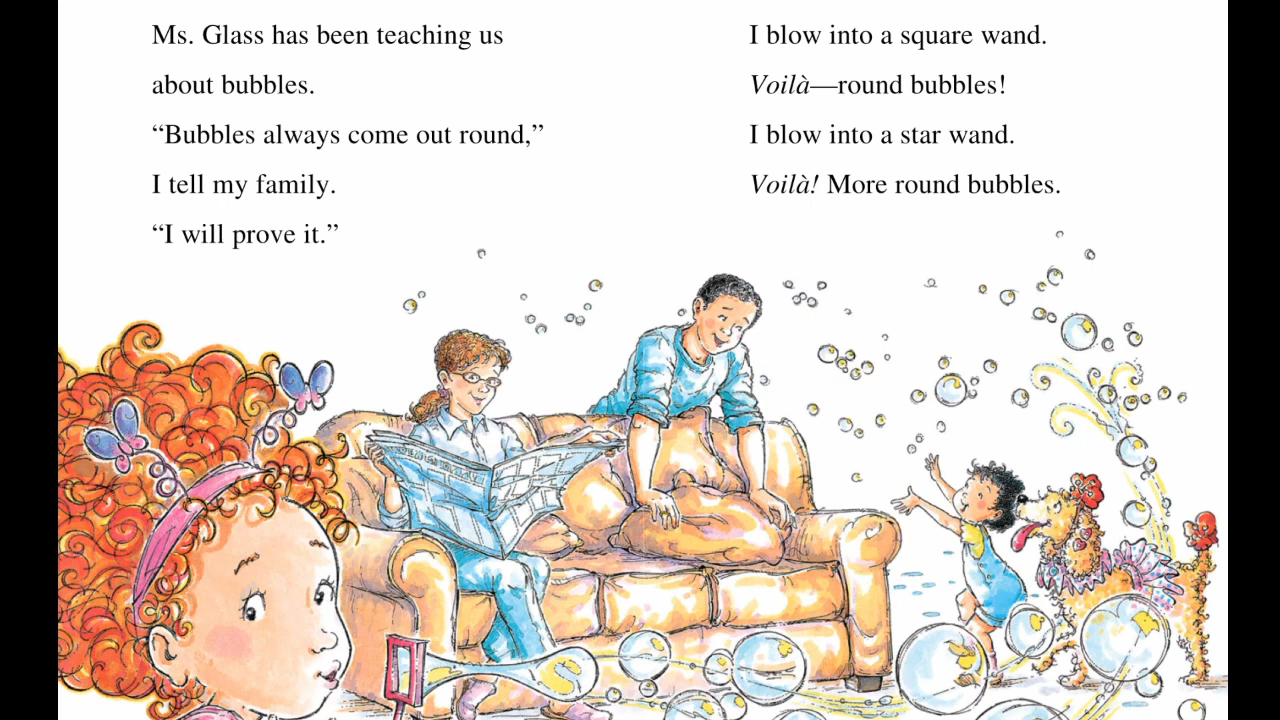 Ms. Glass has been teaching us
about bubbles.
“Bubbles always come out round,”
I tell my family.
“I will prove it.”
I blow into a square wand.
Voilà—round bubbles!
I blow into a star wand.
Voilà! More round bubbles.